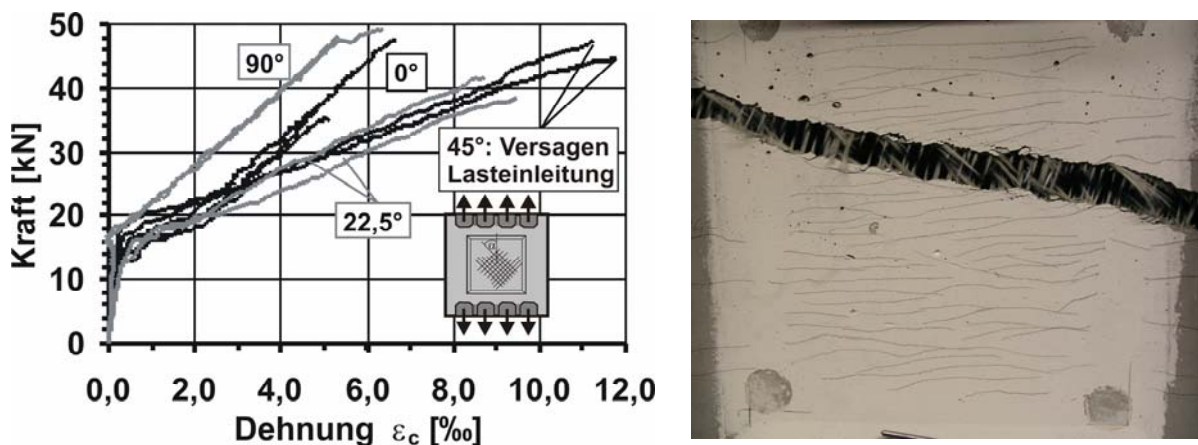 Kraft [kN]
50
40
30
20
10
0
90°
0°
45°: Versagen
Lasteinleitung
22,5°
α
0,0 2,0 4,0 6,0 8,0 10,0 12,0
Dehnung ε_c [‰]